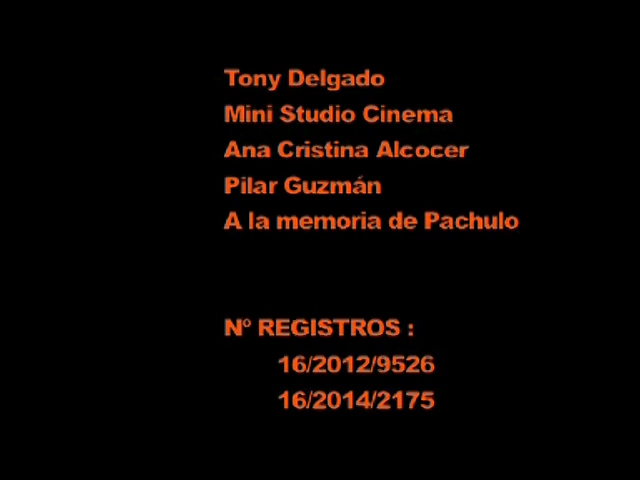 Tony Delgado
Mini Studio Cinema
Ana Cristina Alcocer
Pilar Guzmán
A la memoria de Pachulo
Nº REGISTROS :
16/2012/9526
16/2014/2175